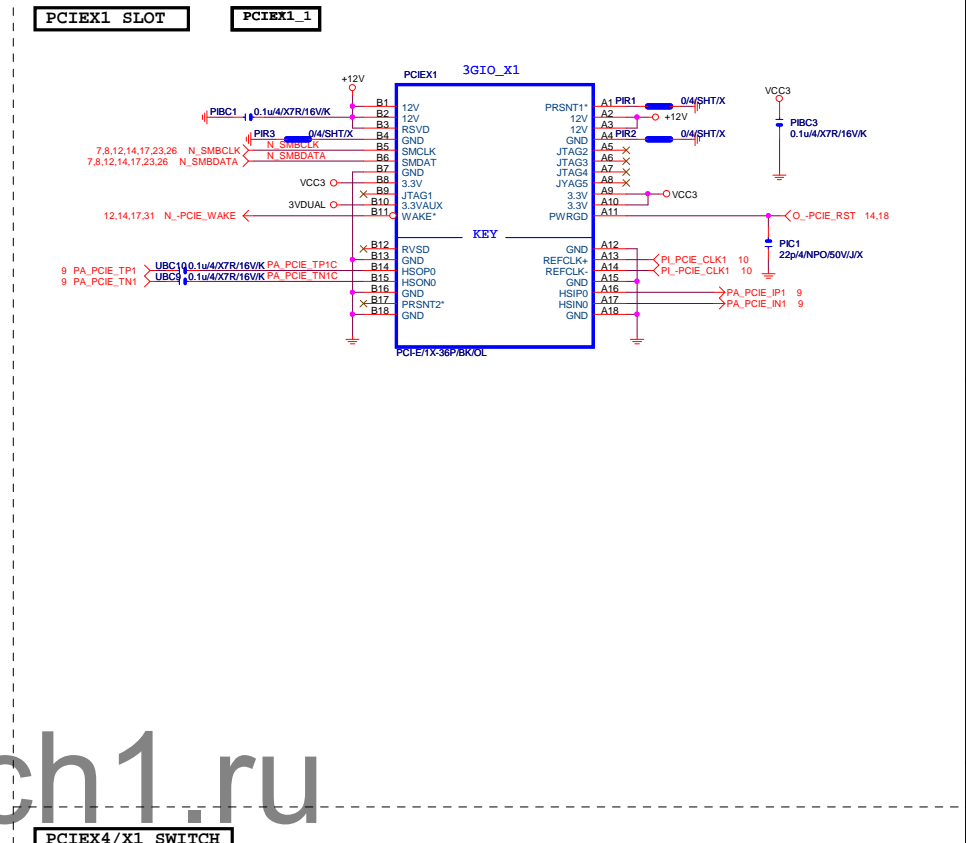 PCIEX1 SLOT
PCIEX1_1
3GIO_X1
PCIEX1
+12V
VCC3
PIBC1
0.1u/4/X7R/16V/K
B1
12V
PRSNT1*
A1
PIR1
0/4/SHT/X
B2
12V
12V
A2
+12V
B3
RSVD
12V
A3
PIBC3
0.1u/4/X7R/16V/K
PIR3
0/4/SHT/X
B4
GND
GND
A4
PIR2
0/4/SHT/X
7,8,12,14,17,23,26 N_SMBCLK
N_SMBCLK
B5
SMCLK
JTAG2
A5
7,8,12,14,17,23,26 N_SMBDATA
N_SMBDATA
B6
SMDAT
JTAG3
A6
B7
GND
JTAG4
A7
VCC3
B8
3.3V
JYAG5
A8
B9
JTAG1
3.3V
A9
VCC3
3VDUAL
B10
3.3VAUX
3.3V
A10
12,14,17,31 N_-PCIE_WAKE
B11
WAKE*
PWRGD
A11
O_-PCIE_RST 14,18
KEY
PIC1
22p/4/NPO/50V/J/X
B12
RVSD
GND
A12
B13
GND
REFCLK+
A13
PI_PCIE_CLK1 10
9 PA_PCIE_TP1
UBC10
0.1u/4/X7R/16V/K
PA_PCIE_TP1C
B14
HSOP0
REFCLK-
A14
PI_-PCIE_CLK1 10
9 PA_PCIE_TN1
UBC9
0.1u/4/X7R/16V/K
PA_PCIE_TN1C
B15
HSON0
GND
A15
B16
GND
HSIP0
A16
PA_PCIE_IP1 9
B17
PRSNT2*
HSIN0
A17
PA_PCIE_IN1 9
B18
GND
GND
A18
PCI-E/1X-36P/BK/OL
ch1.ru
PCIEX4/X1 SWITCH